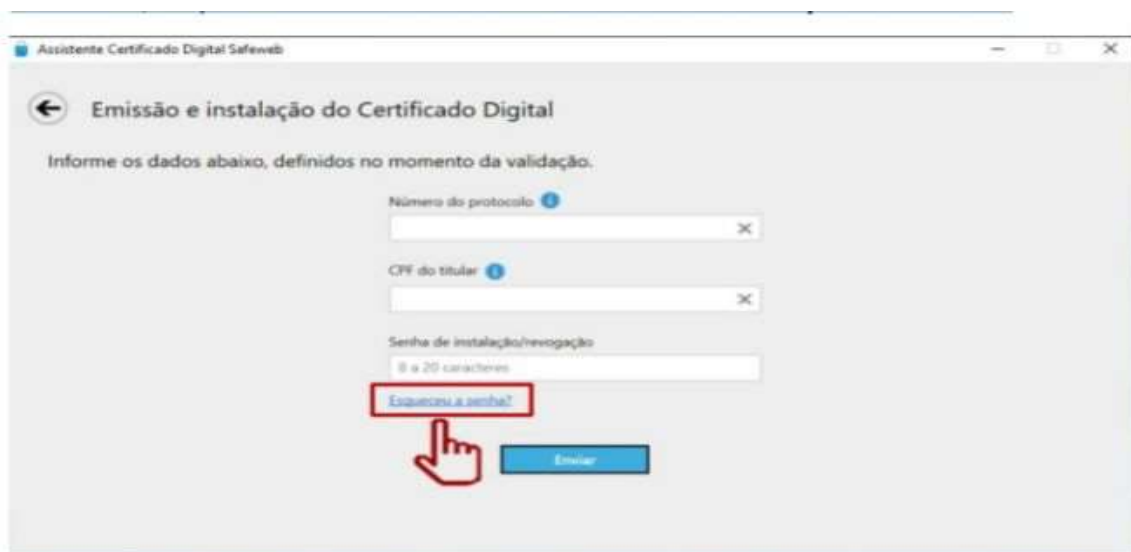 Assistente Certificado Digital Safeweb
Emissão e instalação do Certificado Digital
Informe os dados abaixo, definidos no momento da validação.
Número do protocolo
CPF do titular
Senha de instalação/revogação
8 a 20 caracteres
Esqueceu a senha?
Enviar